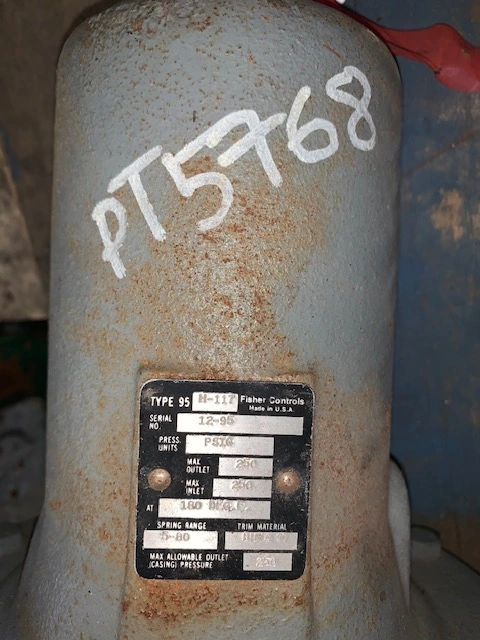 PT5768
TYPE 95 H-117 Fisher Controls
Made in U.S.A.
SERIAL NO. 12-95
PRESS. UNITS PSIG
MAX OUTLET 250
MAX INLET
AT 180 DEG.F
SPRING RANGE TRIM MATERIAL
5-80
MAX ALLOWABLE OUTLET
(CASING) PRESSURE